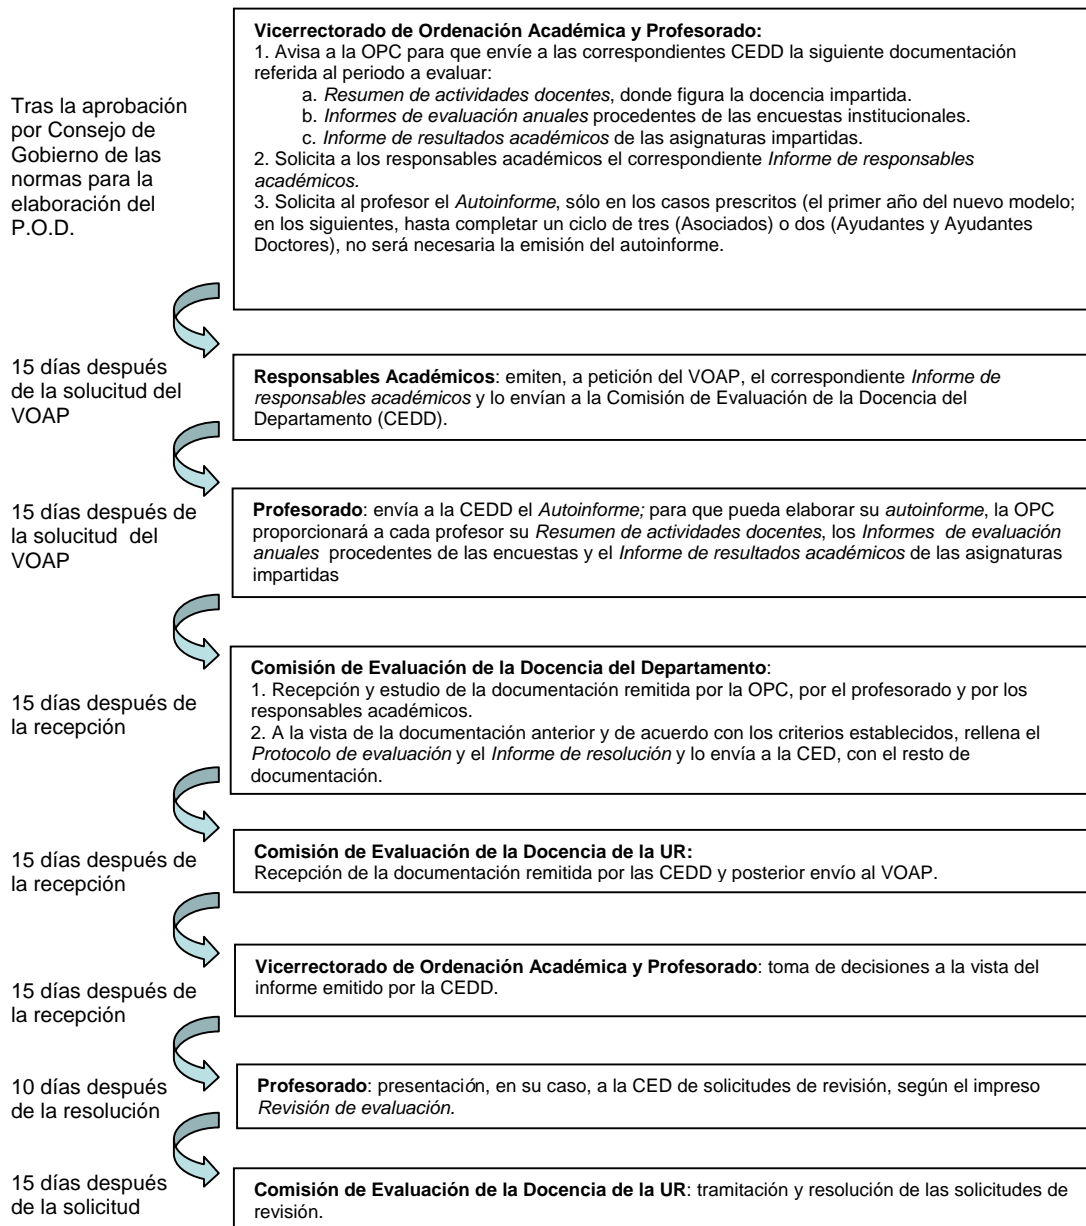 Tras la aprobación
por Consejo de
Gobierno de las
normas para la
elaboración del
P.O.D.
Vicerrectorado de Ordenación Académica y Profesorado:
1. Avisa a la OPC para que envíe a las correspondientes CEDD la siguiente documentación
referida al periodo a evaluar:
a. Resumen de actividades docentes, donde figura la docencia impartida.
b. Informes de evaluación anuales procedentes de las encuestas institucionales.
c. Informe de resultados académicos de las asignaturas impartidas.
2. Solicita a los responsables académicos el correspondiente Informe de responsables
académicos.
3. Solicita al profesor el Autoinforme, sólo en los casos prescritos (el primer año del nuevo modelo;
en los siguientes, hasta completar un ciclo de tres (Asociados) o dos (Ayudantes y Ayudantes
Doctores), no será necesaria la emisión del autoinforme.
15 días después
de la solucitud del
VOAP
Responsables Académicos: emiten, a petición del VOAP, el correspondiente Informe de
responsables académicos y lo envían a la Comisión de Evaluación de la Docencia del
Departamento (CEDD).
15 días después de
la solucitud del
VOAP
Profesorado: envía a la CEDD el Autoinforme; para que pueda elaborar su autoinforme, la OPC
proporcionará a cada profesor su Resumen de actividades docentes, los Informes de evaluación
anuales procedentes de las encuestas y el Informe de resultados académicos de las asignaturas
impartidas
15 días después de
la recepción
Comisión de Evaluación de la Docencia del Departamento:
1. Recepción y estudio de la documentación remitida por la OPC, por el profesorado y por los
responsables académicos.
2. A la vista de la documentación anterior y de acuerdo con los criterios establecidos, rellena el
Protocolo de evaluación y el Informe de resolución y lo envía a la CED, con el resto de
documentación.
15 días después de
la recepción
Comisión de Evaluación de la Docencia de la UR:
Recepción de la documentación remitida por las CEDD y posterior envío al VOAP.
15 días después de
la recepción
Vicerrectorado de Ordenación Académica y Profesorado: toma de decisiones a la vista del
informe emitido por la CEDD.
10 días después
de la resolución
Profesorado: presentación, en su caso, a la CED de solicitudes de revisión, según el impreso
Revisión de evaluación.
15 días después
de la solicitud
Comisión de Evaluación de la Docencia de la UR: tramitación y resolución de las solicitudes de
revisión.